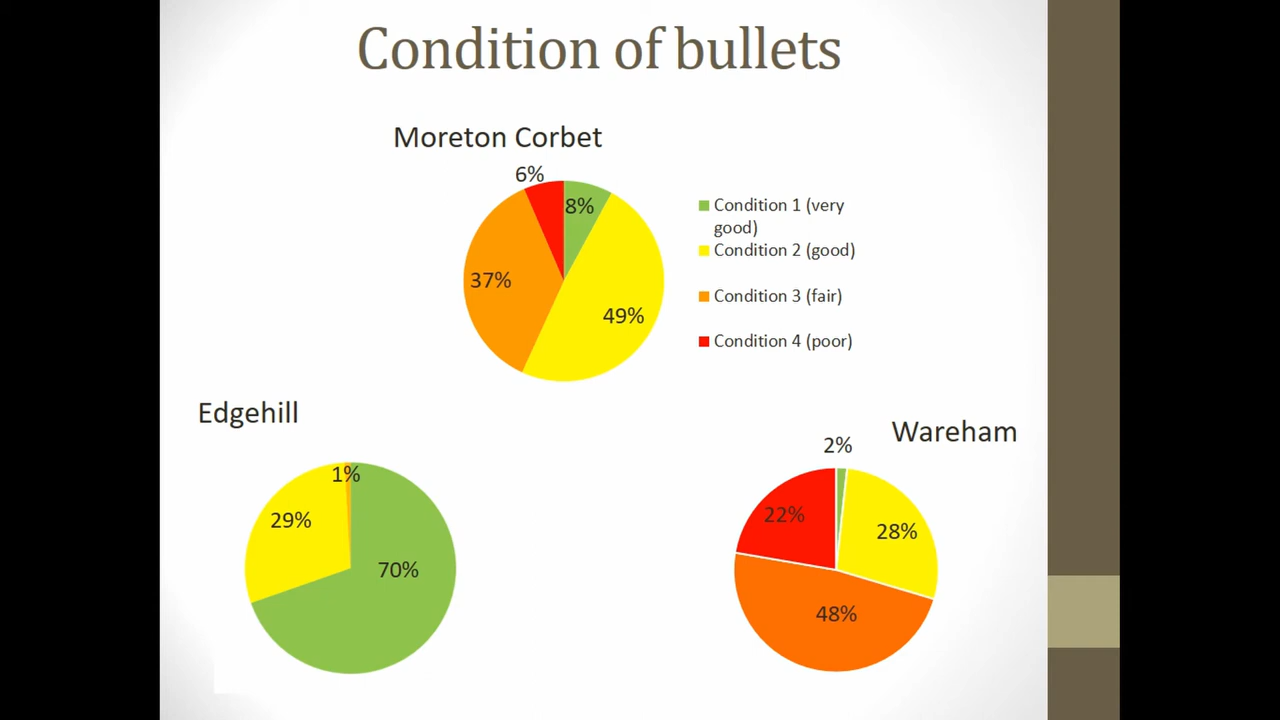 Condition of bullets
Moreton Corbet
6%
8%
37%
49%
Condition 1 (very
good)
Condition 2 (good)
Condition 3 (fair)
Condition 4 (poor)
Edgehill
1%
29%
70%
Wareham
2%
22%
28%
48%